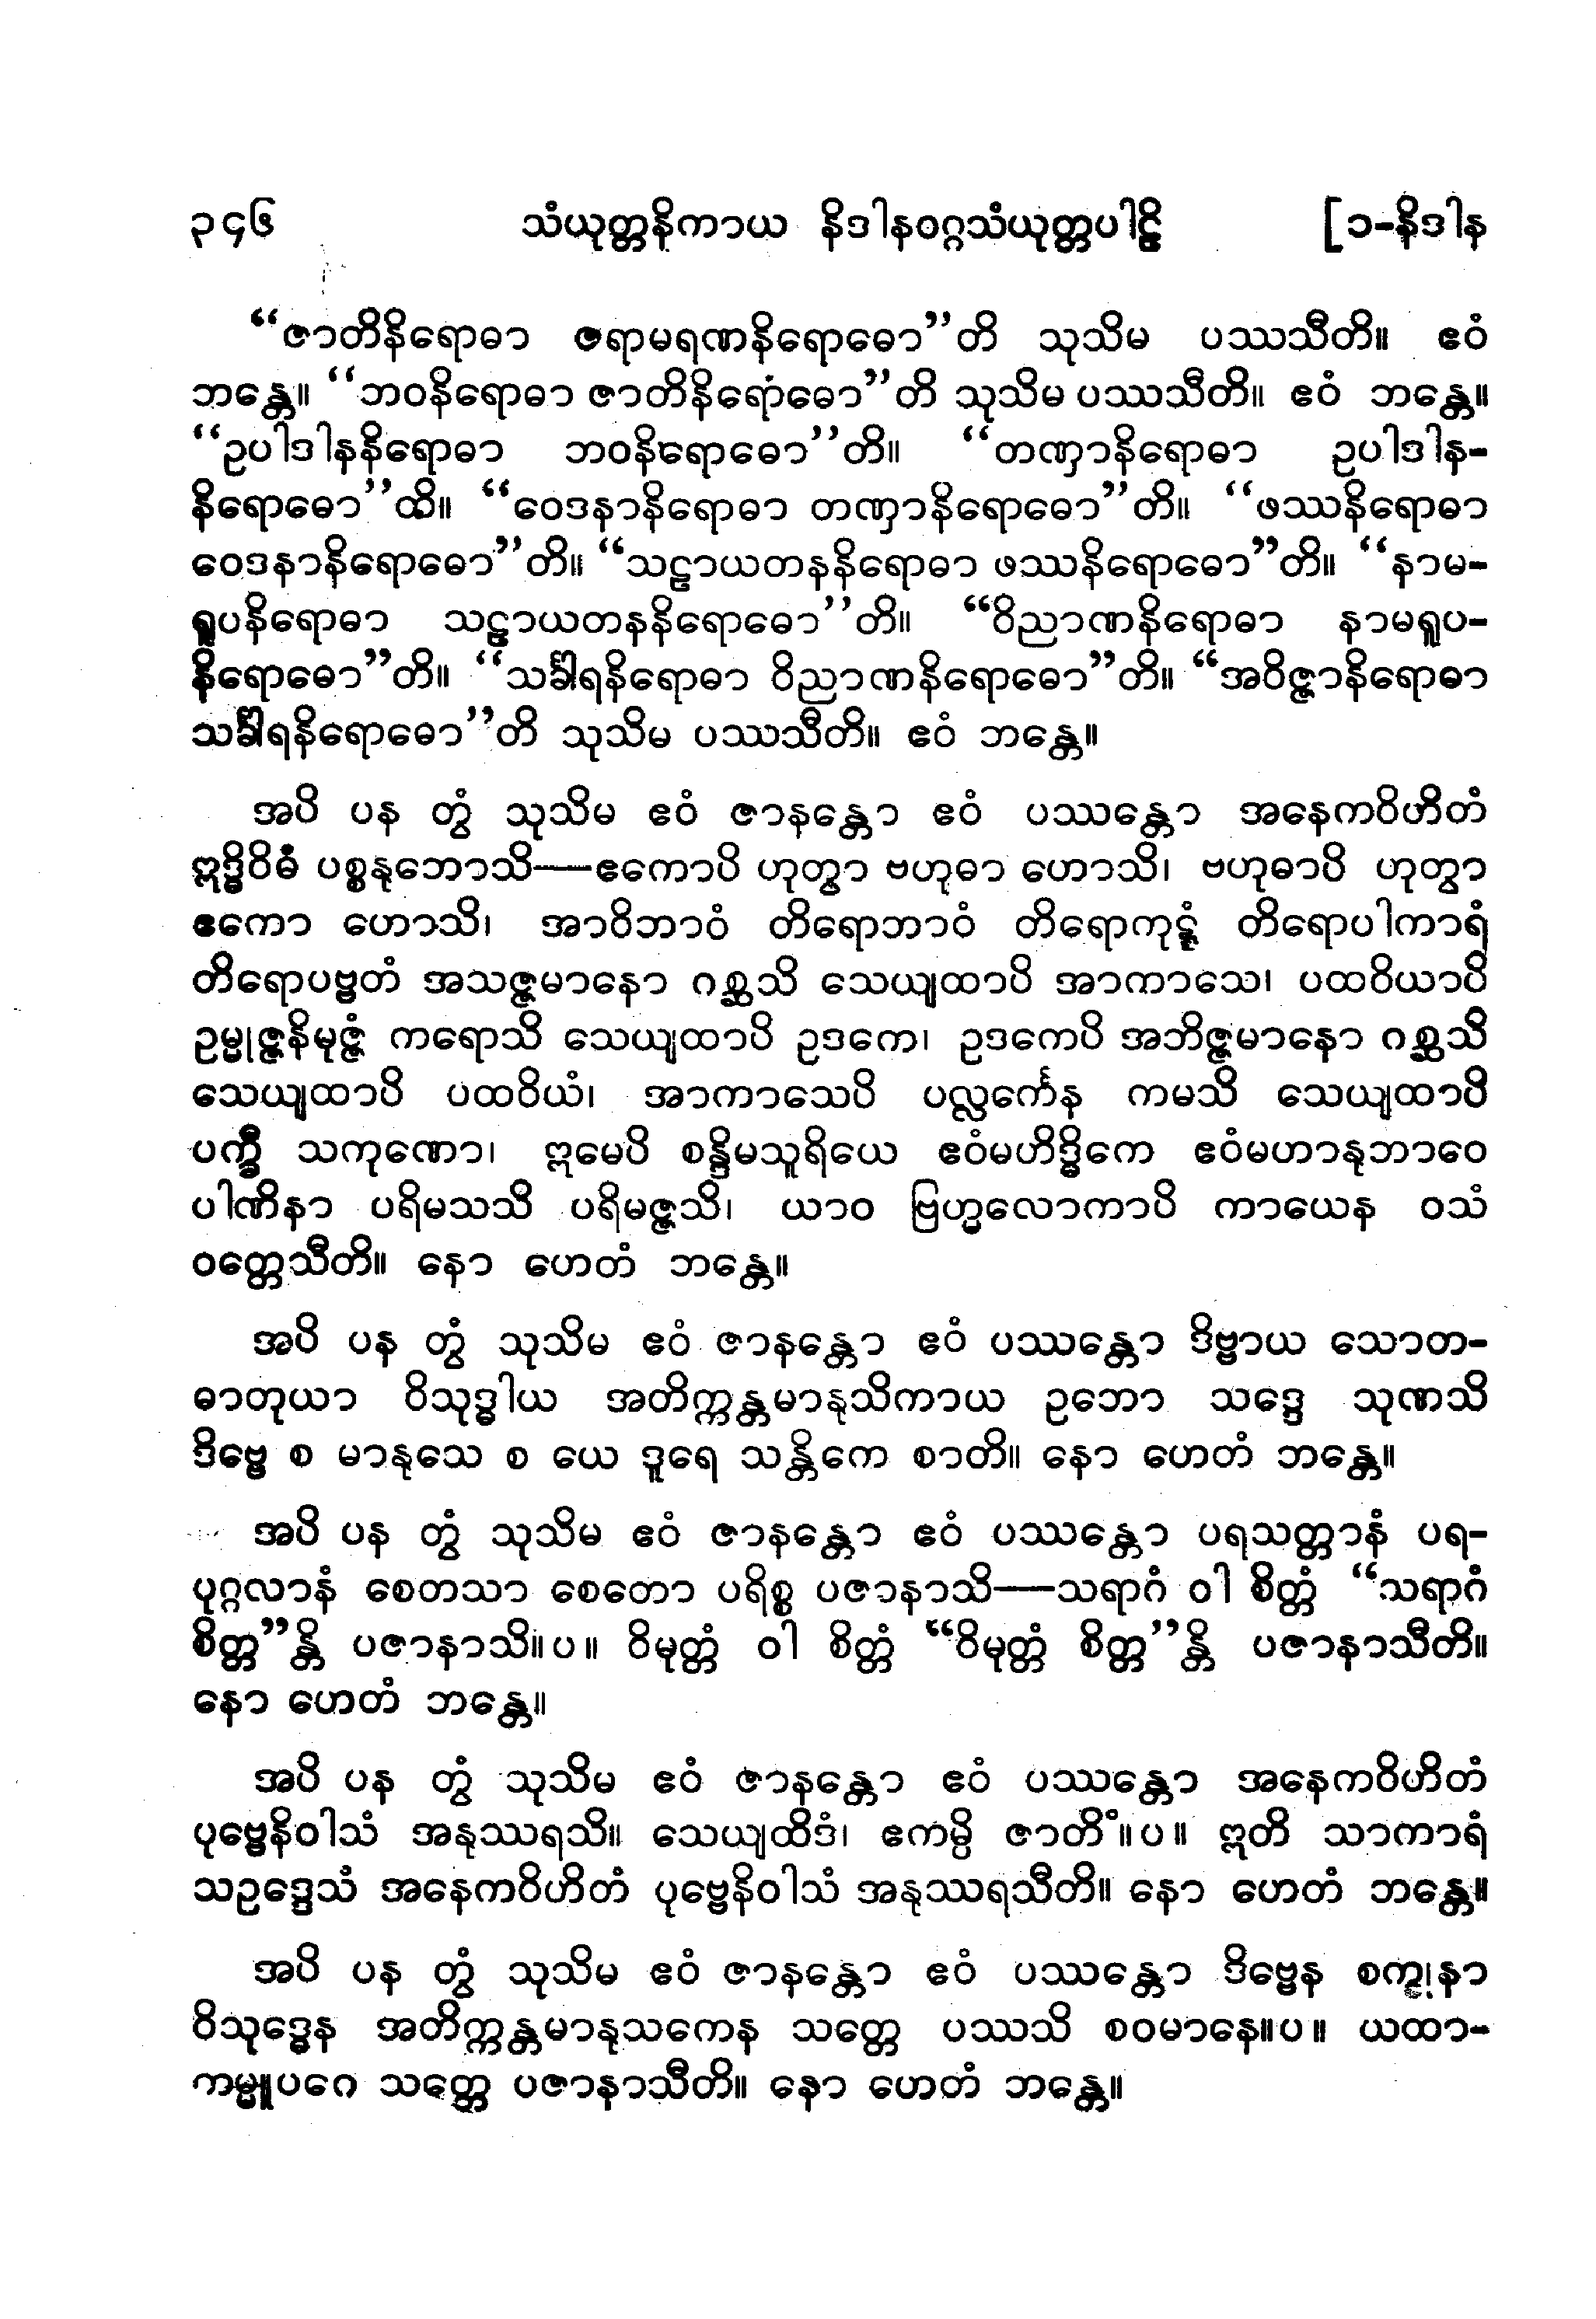 ၃၄၆ သံယုတ္တနိကာယ နိဒါနဝဂ္ဂသံယုတ္တပါဠိ [၁-နိဒါန
“ဇာတိနိရောဓာ ဇရာမရဏနိရောဓော”တိ သုသိမ ပဿသီတိ။ ဧဝံ
ဘန္တေ။ “ဘဝနိရောဓာ ဇာတိနိရောဓော”တိ သုသိမ ပဿသီတိ။ ဧဝံ ဘန္တေ။
“ဥပါဒါနနိရောဓာ ဘဝနိရောဓော”တိ။ “တဏှာနိရောဓာ ဥပါဒါန-
နိရောဓော”တိ။ “ဝေဒနာနိရောဓာ တဏှာနိရောဓော”တိ။ “ဖဿနိရောဓာ
ဝေဒနာနိရောဓော”တိ။ “သဠာယတနနိရောဓာ ဖဿနိရောဓော”တိ။ “နာမ-
ရူပနိရောဓာ သဠာယတနနိရောဓော”တိ။ “ဝိညာဏနိရောဓာ နာမရူပ-
နိရောဓော”တိ။ “သင်္ခါရနိရောဓာ ဝိညာဏနိရောဓော”တိ။ “အဝိဇ္ဇာနိရောဓာ
သင်္ခါရနိရောဓော”တိ သုသိမ ပဿသီတိ။ ဧဝံ ဘန္တေ။
အပိ ပန တွံ သုသိမ ဧဝံ ဇာနန္တော ဧဝံ ပဿန္တော အနေကဝိဟိတံ
ဣဒ္ဓိဝိဓံ ပစ္စနုဘောသိ—ဧကောပိ ဟုတွာ ဗဟုဓာ ဟောသိ၊ ဗဟုဓာပိ ဟုတွာ
ဧကော ဟောသိ၊ အာဝိဘာဝံ တိရောဘာဝံ တိရောကုဋ္ဋံ တိရောပါကာရံ
တိရောပဗ္ဗတံ အသဇ္ဇမာနော ဂစ္ဆသိ သေယျထာပိ အာကာသေ၊ ပထဝိယာပိ
ဥမ္မုဇ္ဇနိမုဇ္ဇံ ကရောသိ သေယျထာပိ ဥဒကေ၊ ဥဒကေပိ အဘိဇ္ဇမာနော ဂစ္ဆသိ
သေယျထာပိ ပထဝိယံ၊ အာကာသေပိ ပလ္လင်္ကေန ကမသိ သေယျထာပိ
ပက္ခီ သကုဏော၊ ဣမေပိ စန္ဒိမသူရိယေ ဧဝံမဟိဒ္ဓိကေ ဧဝံမဟာနုဘာဝေ
ပါဏိနာ ပရိမသသိ ပရိမဇ္ဇသိ၊ ယာဝ ဗြဟ္မလောကာပိ ကာယေန ဝသံ
ဝတ္တေသီတိ။ နော ဟေတံ ဘန္တေ။
အပိ ပန တွံ သုသိမ ဧဝံ ဇာနန္တော ဧဝံ ပဿန္တော ဒိဗ္ဗာယ သောတ-
ဓာတုယာ ဝိသုဒ္ဓါယ အတိက္ကန္တမာနုသိကာယ ဥဘော သဒ္ဒေ သုဏသိ
ဒိဗ္ဗေ စ မာနုသေ စ ယေ ဒူရေ သန္တိကေ စာတိ။ နော ဟေတံ ဘန္တေ။
အပိ ပန တွံ သုသိမ ဧဝံ ဇာနန္တော ဧဝံ ပဿန္တော ပရသတ္တာနံ ပရ-
ပုဂ္ဂလာနံ စေတသာ စေတော ပရိစ္စ ပဇာနာသိ—သရာဂံ ဝါ စိတ္တံ “သရာဂံ
စိတ္တ”န္တိ ပဇာနာသိ။ပ။ ဝိမုတ္တံ ဝါ စိတ္တံ “ဝိမုတ္တံ စိတ္တ”န္တိ ပဇာနာသီတိ။
နော ဟေတံ ဘန္တေ။
အပိ ပန တွံ သုသိမ ဧဝံ ဇာနန္တော ဧဝံ ပဿန္တော အနေကဝိဟိတံ
ပုဗ္ဗေနိဝါသံ အနုဿရသိ။ သေယျထိဒံ၊ ဧကမ္ပိ ဇာတိံ။ပ။ ဣတိ သာကာရံ
သဥဒ္ဒေသံ အနေကဝိဟိတံ ပုဗ္ဗေနိဝါသံ အနုဿရသီတိ။ နော ဟေတံ ဘန္တေ။
အပိ ပန တွံ သုသိမ ဧဝံ ဇာနန္တော ဧဝံ ပဿန္တော ဒိဗ္ဗေန စက္ခုနာ
ဝိသုဒ္ဓေန အတိက္ကန္တမာနုသကေန သတ္တေ ပဿသိ စဝမာနေ။ပ။ ယထာ-
ကမ္မူပဂေ သတ္တေ ပဇာနာသီတိ။ နော ဟေတံ ဘန္တေ။